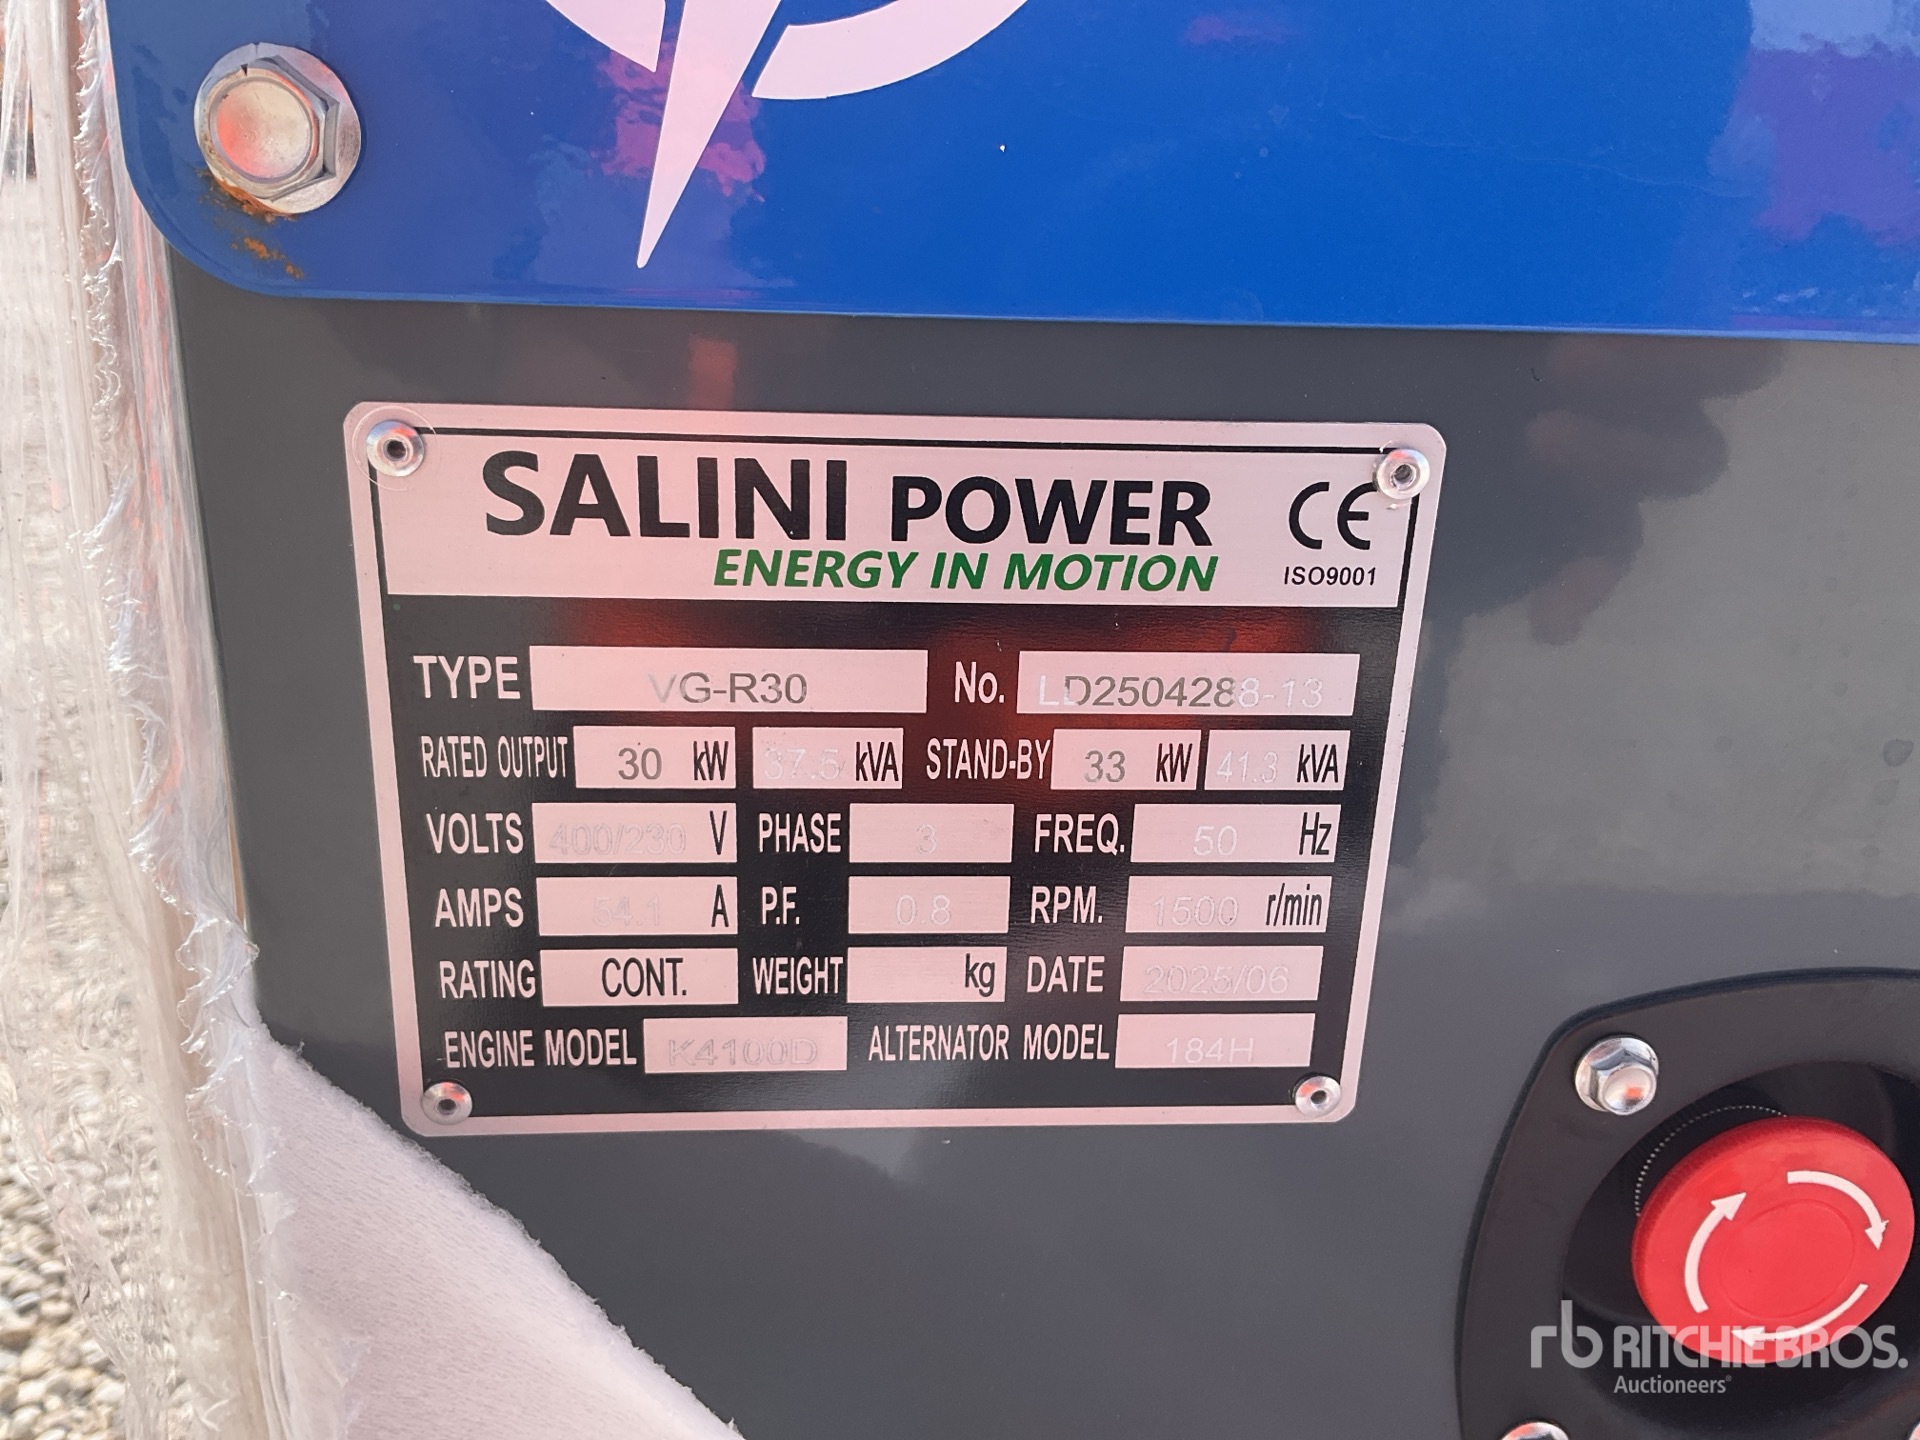 SALINI POWER
ENERGY IN MOTION
CE
ISO9001
TYPE VG-R30 No. LD2504288-13
RATED OUTPUT 30 kW 37.5 kVA STAND-BY 33 kW 41.3 kVA
VOLTS 400/230 V PHASE 3 FREQ. 50 Hz
AMPS 54.1 A P.F. 0.8 RPM. 1500 r/min
RATING CONT. WEIGHT kg DATE 2025/06
ENGINE MODEL K4100D ALTERNATOR MODEL 184H
rb RITCHIE BROS.
Auctioneers